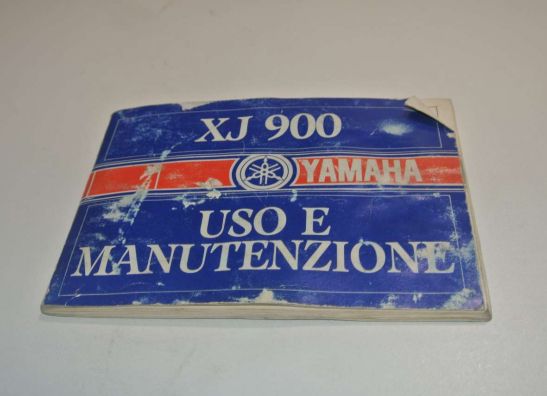 XJ 900
YAMAHA
USO E
MANUTENZIONE